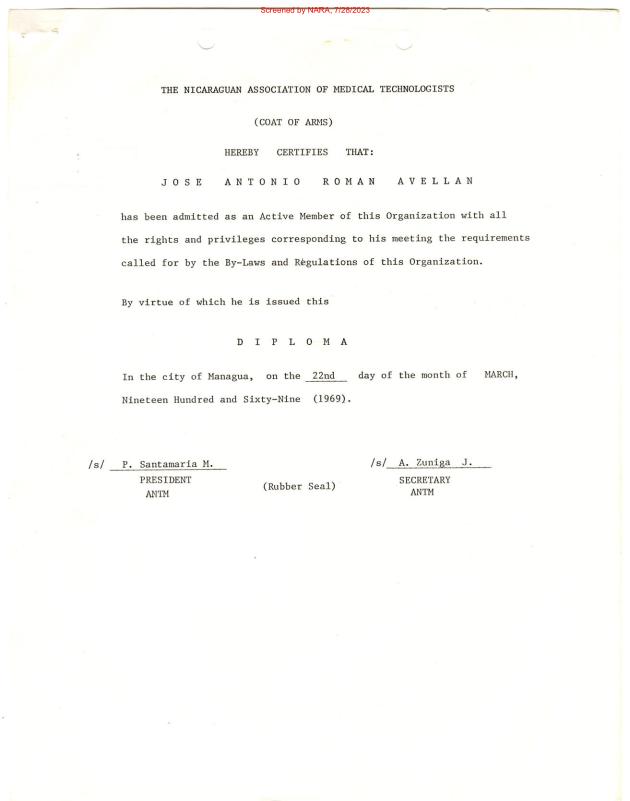 Screened by NARA, 7/28/2023
THE NICARAGUAN ASSOCIATION OF MEDICAL TECHNOLOGISTS
(COAT OF ARMS)
HEREBY CERTIFIES THAT:
J O S E A N T O N I O R O M A N A V E L L A N
has been admitted as an Active Member of this Organization with all
the rights and privileges corresponding to his meeting the requirements
called for by the By-Laws and Regulations of this Organization.
By virtue of which he is issued this
D I P L O M A
In the city of Managua, on the 22nd day of the month of MARCH,
Nineteen Hundred and Sixty-Nine (1969).
/s/ P. Santamaria M. /s/ A. Zuniga J.
PRESIDENT SECRETARY
(Rubber Seal)
ANTM ANTM